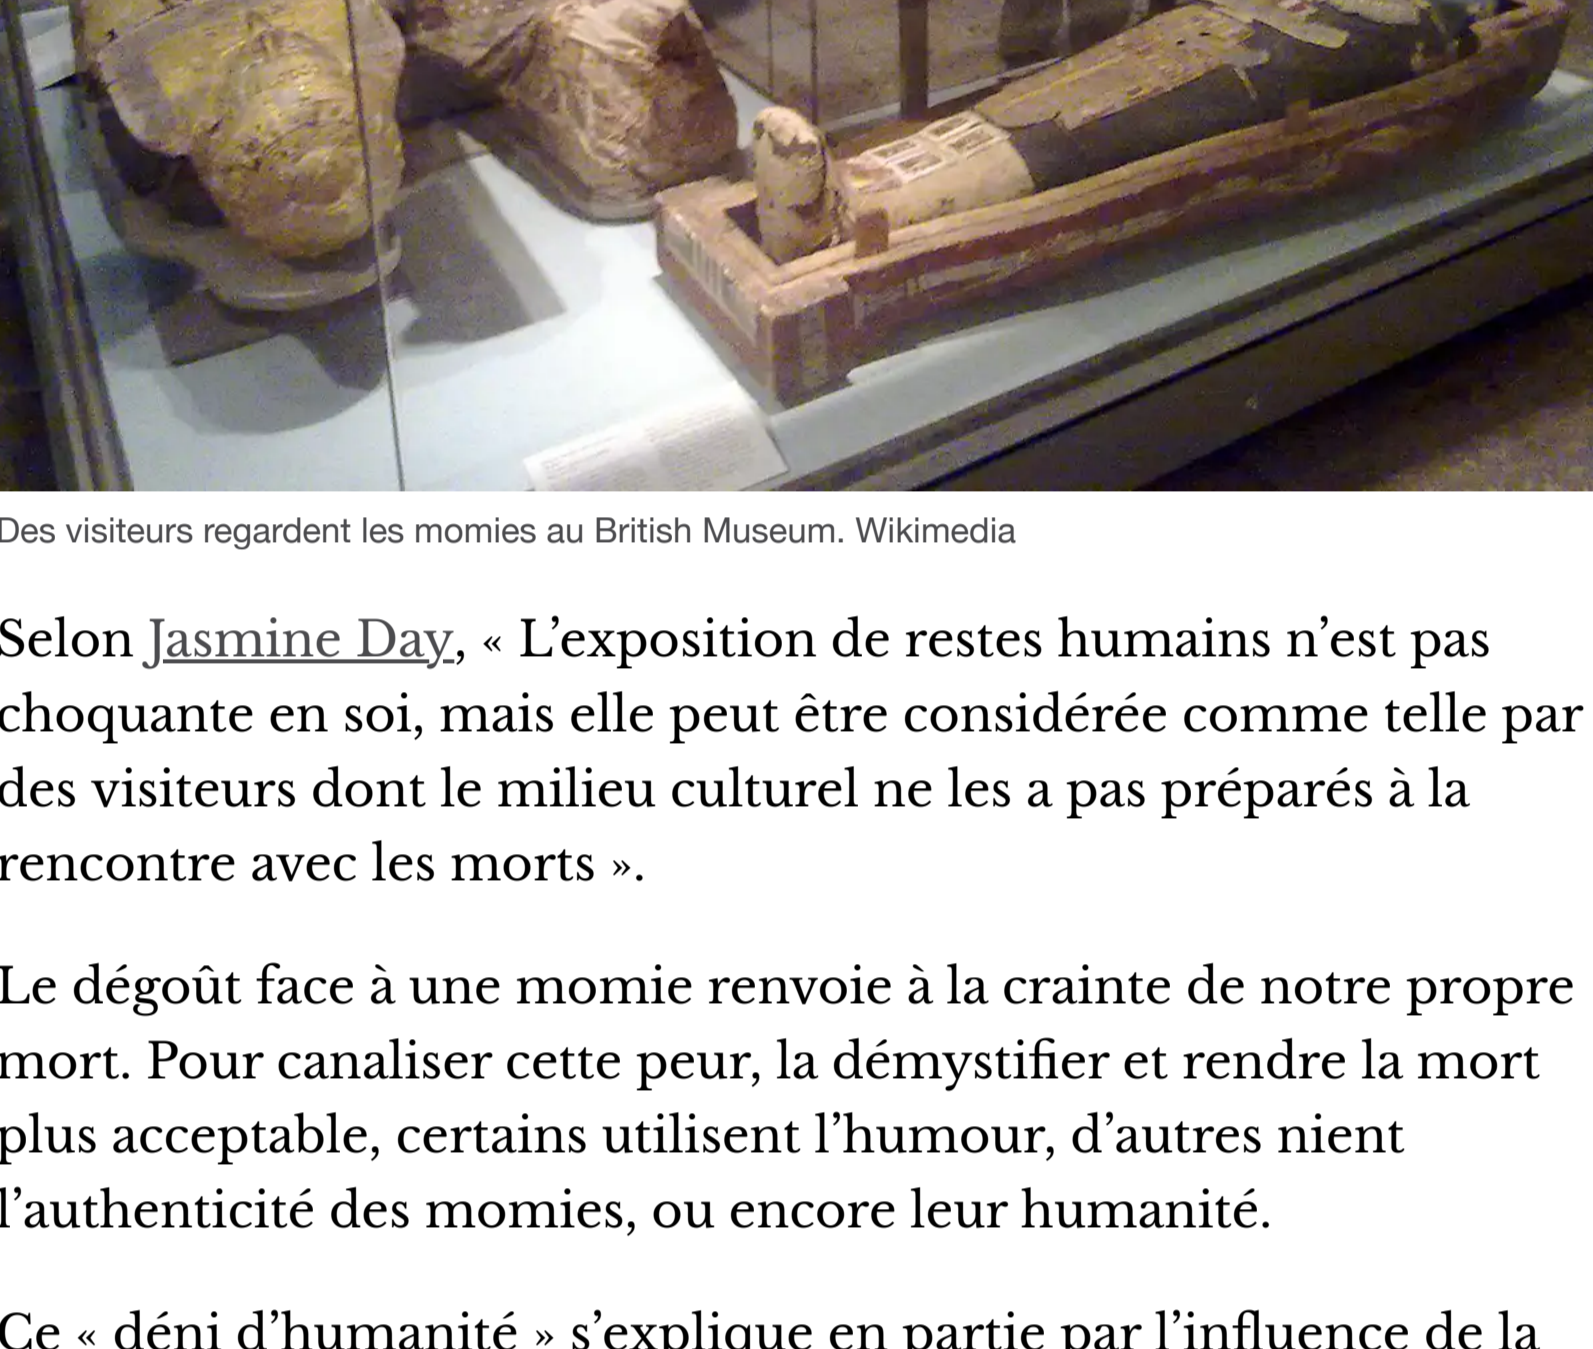 Des visiteurs regardent les momies au British Museum. Wikimedia
Selon Jasmine Day, « L’exposition de restes humains n’est pas
choquante en soi, mais elle peut être considérée comme telle par
des visiteurs dont le milieu culturel ne les a pas préparés à la
rencontre avec les morts ».
Le dégoût face à une momie renvoie à la crainte de notre propre
mort. Pour canaliser cette peur, la démystifier et rendre la mort
plus acceptable, certains utilisent l’humour, d’autres nient
l’authenticité des momies, ou encore leur humanité.
Ce « déni d’humanité » s’explique en partie par l’influence de la